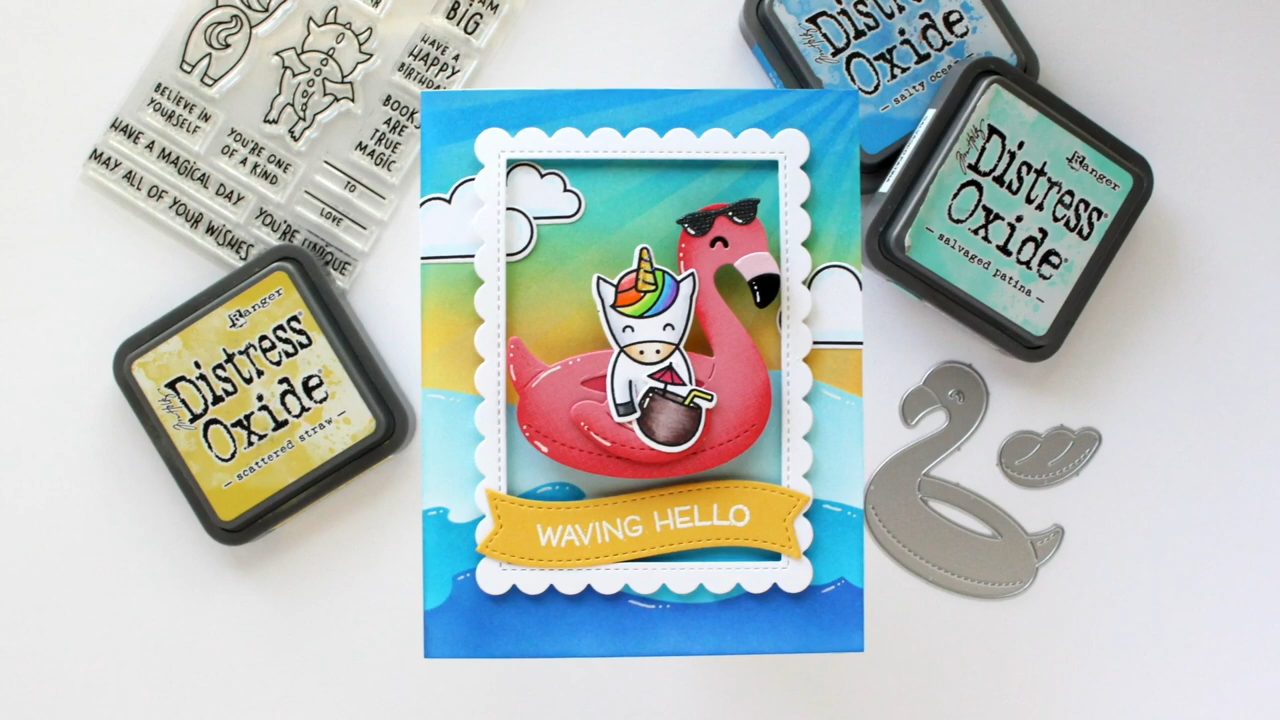 AM
BIG
HAVE A
HAPPY
BIRTHDAY
BELIEVE IN
YOURSELF
YOU'RE ONE
OF A KIND
BOOKS
ARE
TRUE
MAGIC
HAVE A MAGICAL DAY
MAY ALL OF YOUR WISHES
TO
LOVE
YOU'RE UNIQUE
Distress
Oxide
— salty ocean —
Ranger
Distress®
Oxide®
— salvaged patina —
Ranger
Distress®
Oxide®
— scattered straw —
WAVING HELLO